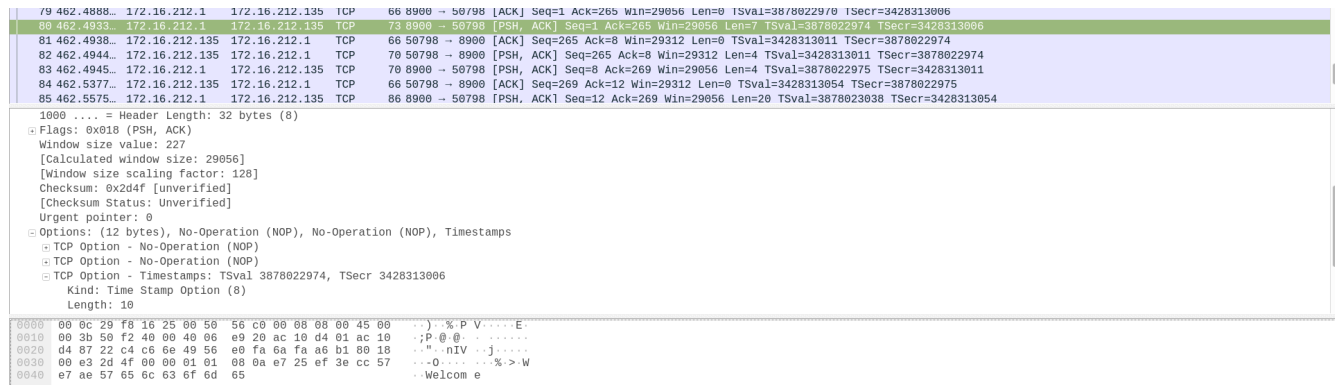 79 462.4888… 172.16.212.1 172.16.212.135 TCP 66 8900 → 50798 [ACK] Seq=1 Ack=265 Win=29056 Len=0 TSval=3878022970 TSecr=3428313006
80 462.4933… 172.16.212.1 172.16.212.135 TCP 73 8900 → 50798 [PSH, ACK] Seq=1 Ack=265 Win=29056 Len=7 TSval=3878022974 TSecr=3428313006
81 462.4938… 172.16.212.135 172.16.212.1 TCP 66 50798 → 8900 [ACK] Seq=265 Ack=8 Win=29312 Len=0 TSval=3428313011 TSecr=3878022974
82 462.4944… 172.16.212.135 172.16.212.1 TCP 70 50798 → 8900 [PSH, ACK] Seq=265 Ack=8 Win=29312 Len=4 TSval=3428313011 TSecr=3878022974
83 462.4945… 172.16.212.1 172.16.212.135 TCP 70 8900 → 50798 [PSH, ACK] Seq=8 Ack=269 Win=29056 Len=4 TSval=3878022975 TSecr=3428313011
84 462.5377… 172.16.212.135 172.16.212.1 TCP 66 50798 → 8900 [ACK] Seq=269 Ack=12 Win=29312 Len=0 TSval=3428313054 TSecr=3878022975
85 462.5575… 172.16.212.1 172.16.212.135 TCP 86 8900 → 50798 [PSH, ACK] Seq=12 Ack=269 Win=29056 Len=20 TSval=3878023038 TSecr=3428313054
1000 .... = Header Length: 32 bytes (8)
Flags: 0x018 (PSH, ACK)
Window size value: 227
[Calculated window size: 29056]
[Window size scaling factor: 128]
Checksum: 0x2d4f [unverified]
[Checksum Status: Unverified]
Urgent pointer: 0
Options: (12 bytes), No-Operation (NOP), No-Operation (NOP), Timestamps
TCP Option - No-Operation (NOP)
TCP Option - No-Operation (NOP)
TCP Option - Timestamps: TSval 3878022974, TSecr 3428313006
Kind: Time Stamp Option (8)
Length: 10
0000 00 0c 29 f8 16 25 00 50 56 c0 00 08 08 00 45 00 ··)··%·P V·····E·
0010 00 3b 50 f2 40 00 40 06 e9 20 ac 10 d4 01 ac 10 ·;P·@·@· · ······
0020 d4 87 22 c4 c6 6e 49 56 e0 fa 6a fa a6 b1 80 18 ··"··nIV ··j·····
0030 00 e3 2d 4f 00 00 01 01 08 0a e7 25 ef 3e cc 57 ··-O···· ···%·>·W
0040 e7 ae 57 65 6c 63 6f 6d 65 ··Welcom e